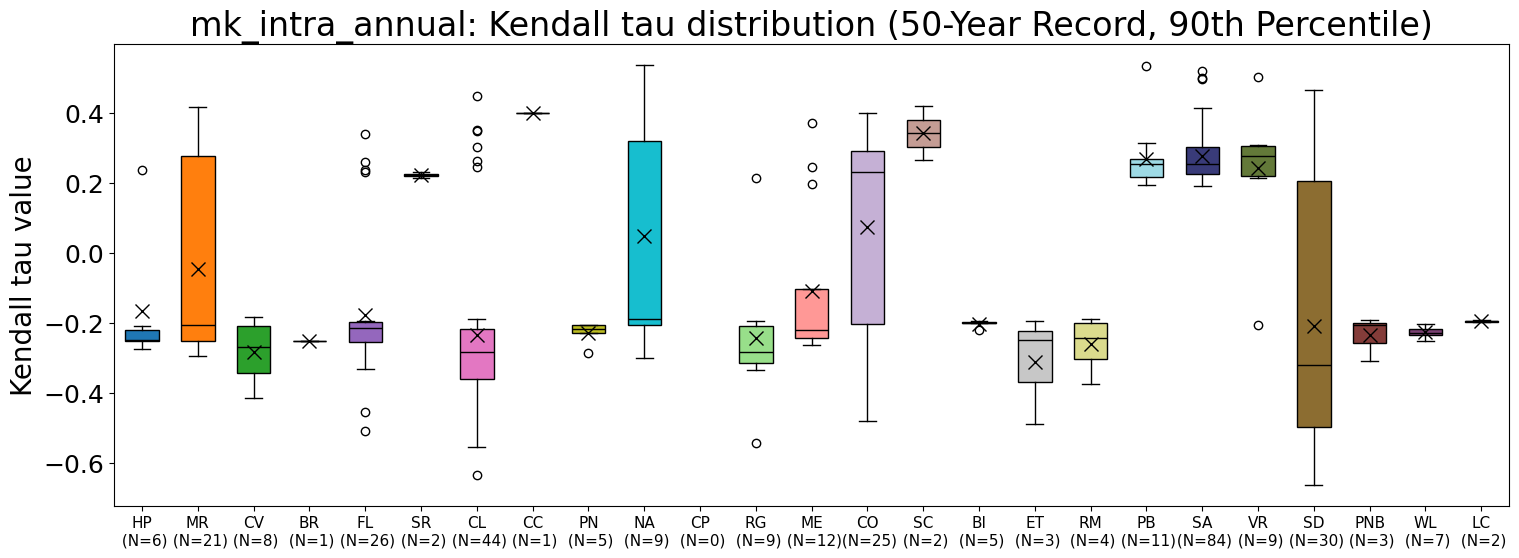 mk_intra_annual: Kendall tau distribution (50-Year Record, 90th Percentile)
Kendall tau value
0.4
0.2
0.0
−0.2
−0.4
−0.6
HP MR CV BR FL SR CL CC PN NA CP RG ME CO SC BI ET RM PB SA VR SD PNB WL LC
(N=6) (N=21) (N=8) (N=1) (N=26) (N=2) (N=44) (N=1) (N=5) (N=9) (N=0) (N=9) (N=12) (N=25) (N=2) (N=5) (N=3) (N=4) (N=11) (N=84) (N=9) (N=30) (N=3) (N=7) (N=2)